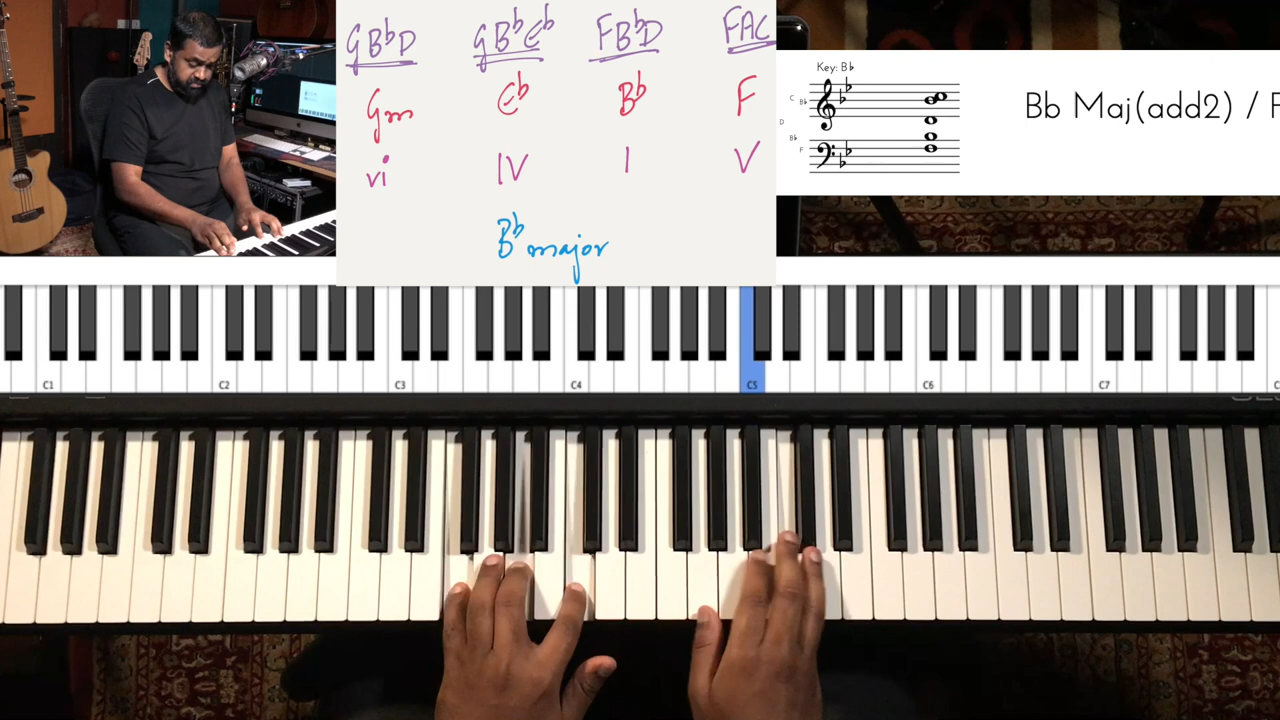 GB♭D GB♭E♭ FB♭D FAC
Gm E♭ B♭ F
vi IV I V
B♭ major
Key: B♭
C
B♭
D
B♭
F
Bb Maj(add2) / F
C1 C2 C3 C4 C5 C6 C7 C